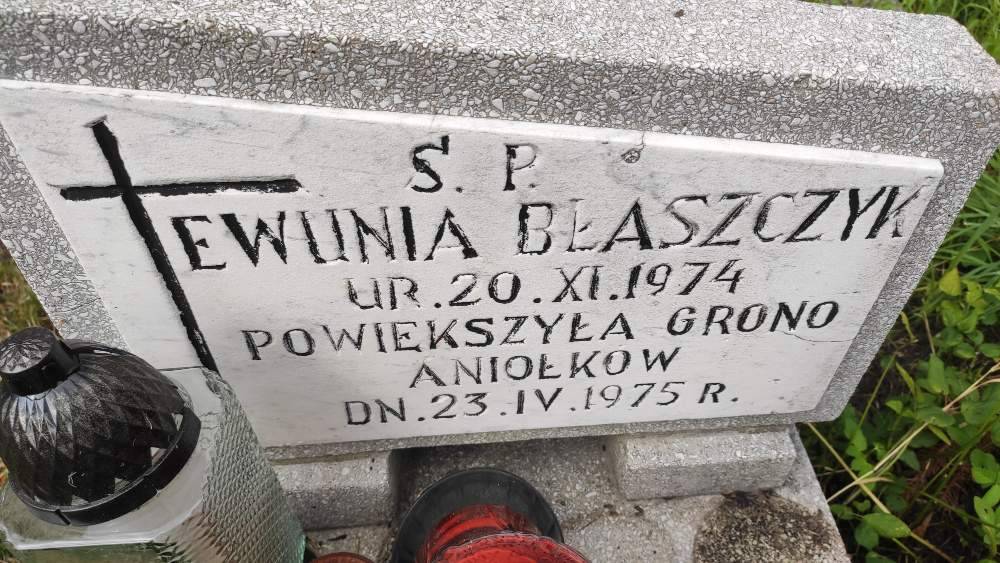 Ś. P.
EWUNIA BŁASZCZYK
UR. 20. XI. 1974
POWIEKSZYŁA GRONO
ANIOŁKOW
DN. 23. IV. 1975 R.